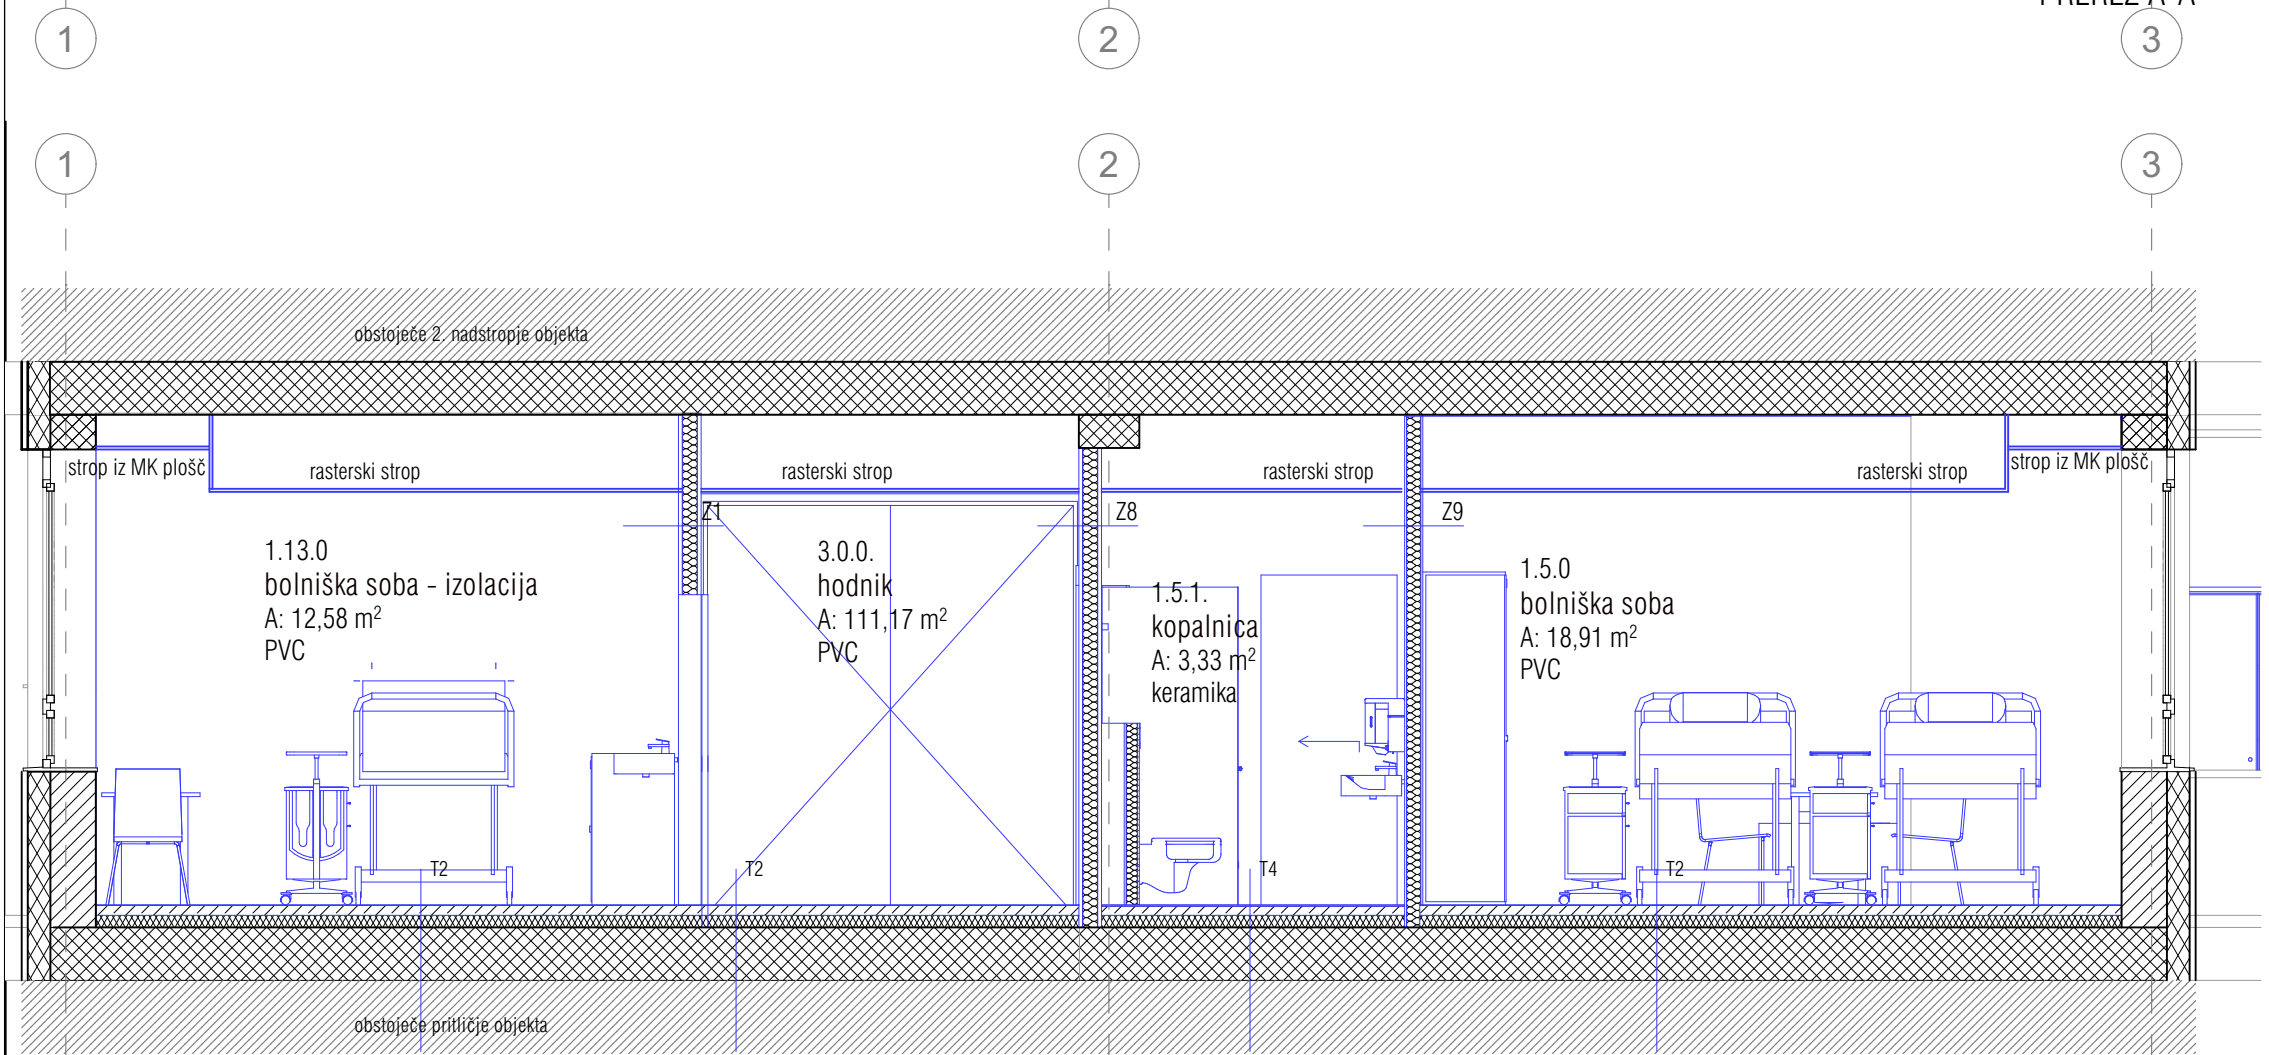 PREREZ A-A
1
2
3
1
2
3
obstoječe 2. nadstropje objekta
strop iz MK plošč
rasterski strop
rasterski strop
rasterski strop
rasterski strop
strop iz MK plošč
Z1
Z8
Z9
1.13.0
bolniška soba - izolacija
A: 12,58 m²
PVC
3.0.0.
hodnik
A: 111,17 m²
PVC
1.5.1.
kopalnica
A: 3,33 m²
keramika
1.5.0
bolniška soba
A: 18,91 m²
PVC
T2
T2
T4
T2
obstoječe pritličje objekta